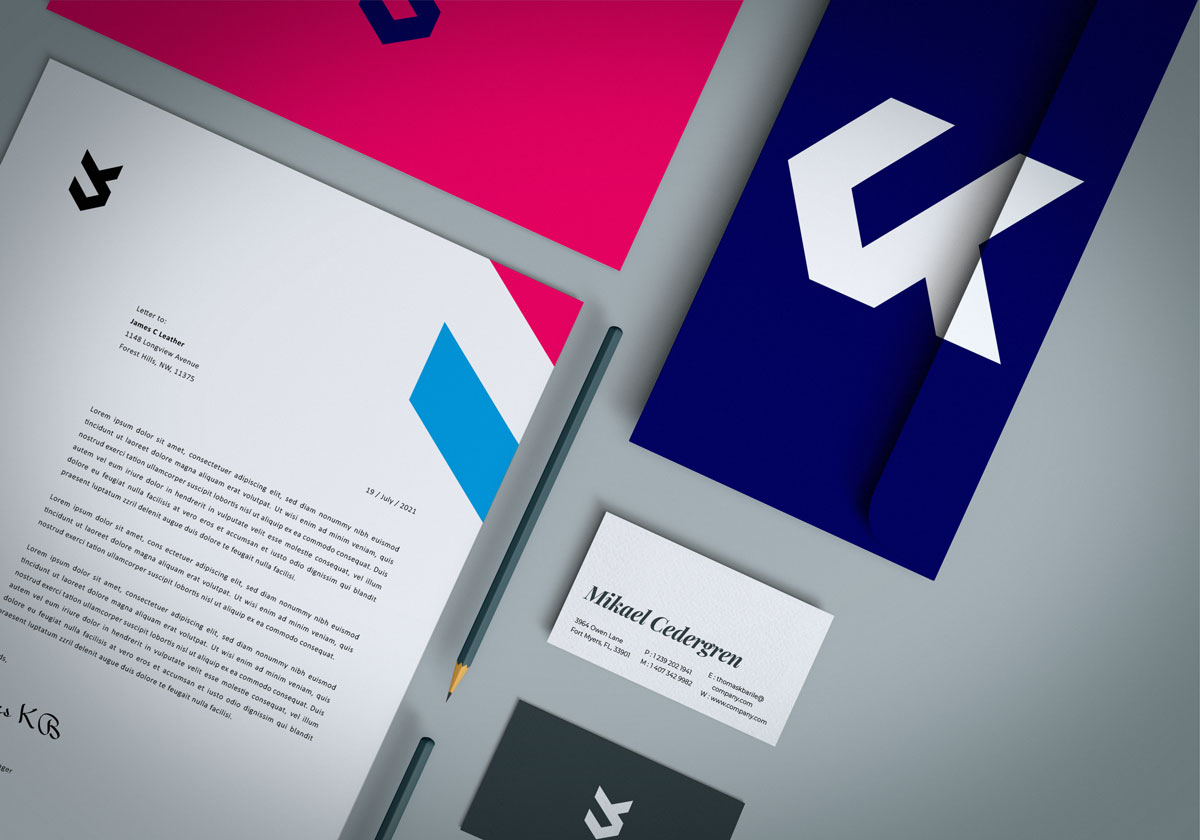 Letter to:
James C Leather
1148 Longview Avenue
Forest Hills, NW, 11375
19 / July / 2021
Lorem ipsum dolor sit amet, consectetuer adipiscing elit, sed diam nonummy nibh euismod
tincidunt ut laoreet dolore magna aliquam erat volutpat. Ut wisi enim ad minim veniam, quis
nostrud exerci tation ullamcorper suscipit lobortis nisl ut aliquip ex ea commodo consequat. Duis
autem vel eum iriure dolor in hendrerit in vulputate velit esse molestie consequat, vel illum
dolore eu feugiat nulla facilisis at vero eros et accumsan et iusto odio dignissim qui blandit
praesent luptatum zzril delenit augue duis dolore te feugait nulla facilisi.
Lorem ipsum dolor sit amet, cons ectetuer adipiscing elit, sed diam nonummy nibh euismod
tincidunt ut laoreet dolore magna aliquam erat volutpat. Ut wisi enim ad minim veniam, quis
nostrud exerci tation ullamcorper suscipit lobortis nisl ut aliquip ex ea commodo consequat.
Lorem ipsum dolor sit amet, consectetuer adipiscing elit, sed diam nonummy nibh euismod
tincidunt ut laoreet dolore magna aliquam erat volutpat. Ut wisi enim ad minim veniam, quis
nostrud exerci tation ullamcorper suscipit lobortis nisl ut aliquip ex ea commodo consequat. Duis
autem vel eum iriure dolor in hendrerit in vulputate velit esse molestie consequat, vel illum
dolore eu feugiat nulla facilisis at vero eros et accumsan et iusto odio dignissim qui blandit
praesent luptatum zzril delenit augue duis dolore te feugait nulla facilisi.
KB
Mikael Cedergren
3964 Owen Lane
Fort Myers, FL, 33901
P : 1 239 202 1941
M : 1 407 342 9982
E : thomaskbarile@
company.com
W : www.company.com